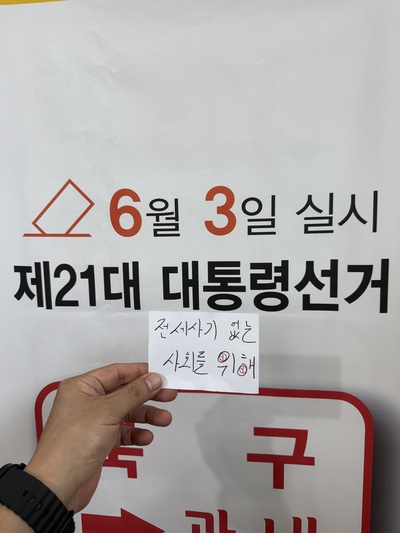 6월 3일 실시
제21대 대통령선거
전세사기 없는
사회를 위해
구